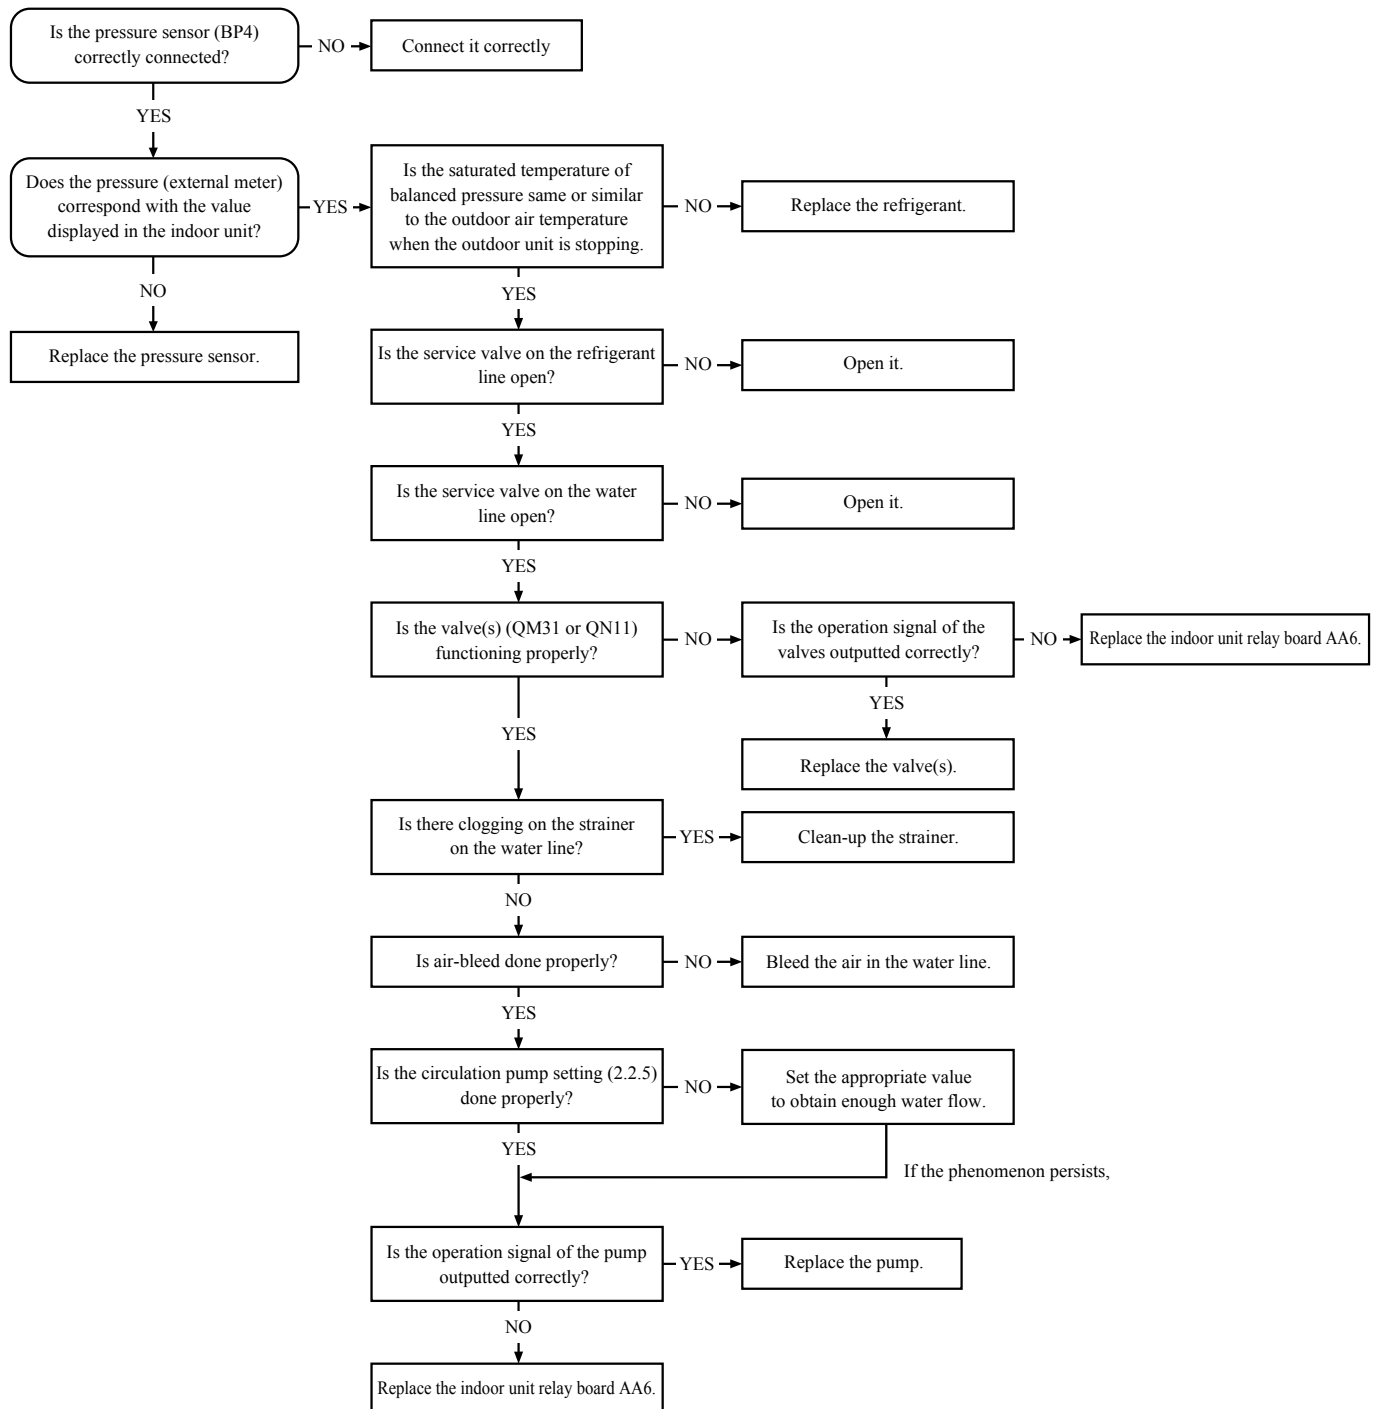 Is the pressure sensor (BP4)
correctly connected?
NO
Connect it correctly
YES
Does the pressure (external meter)
correspond with the value
displayed in the indoor unit?
YES
Is the saturated temperature of
balanced pressure same or similar
to the outdoor air temperature
when the outdoor unit is stopping.
NO
Replace the refrigerant.
NO
YES
Replace the pressure sensor.
Is the service valve on the refrigerant
line open?
NO
Open it.
YES
Is the service valve on the water
line open?
NO
Open it.
YES
Is the valve(s) (QM31 or QN11)
functioning properly?
NO
Is the operation signal of the
valves outputted correctly?
NO
Replace the indoor unit relay board AA6.
YES
YES
Replace the valve(s).
Is there clogging on the strainer
on the water line?
YES
Clean-up the strainer.
NO
Is air-bleed done properly?
NO
Bleed the air in the water line.
YES
Is the circulation pump setting (2.2.5)
done properly?
NO
Set the appropriate value
to obtain enough water flow.
YES
If the phenomenon persists,
Is the operation signal of the pump
outputted correctly?
YES
Replace the pump.
NO
Replace the indoor unit relay board AA6.